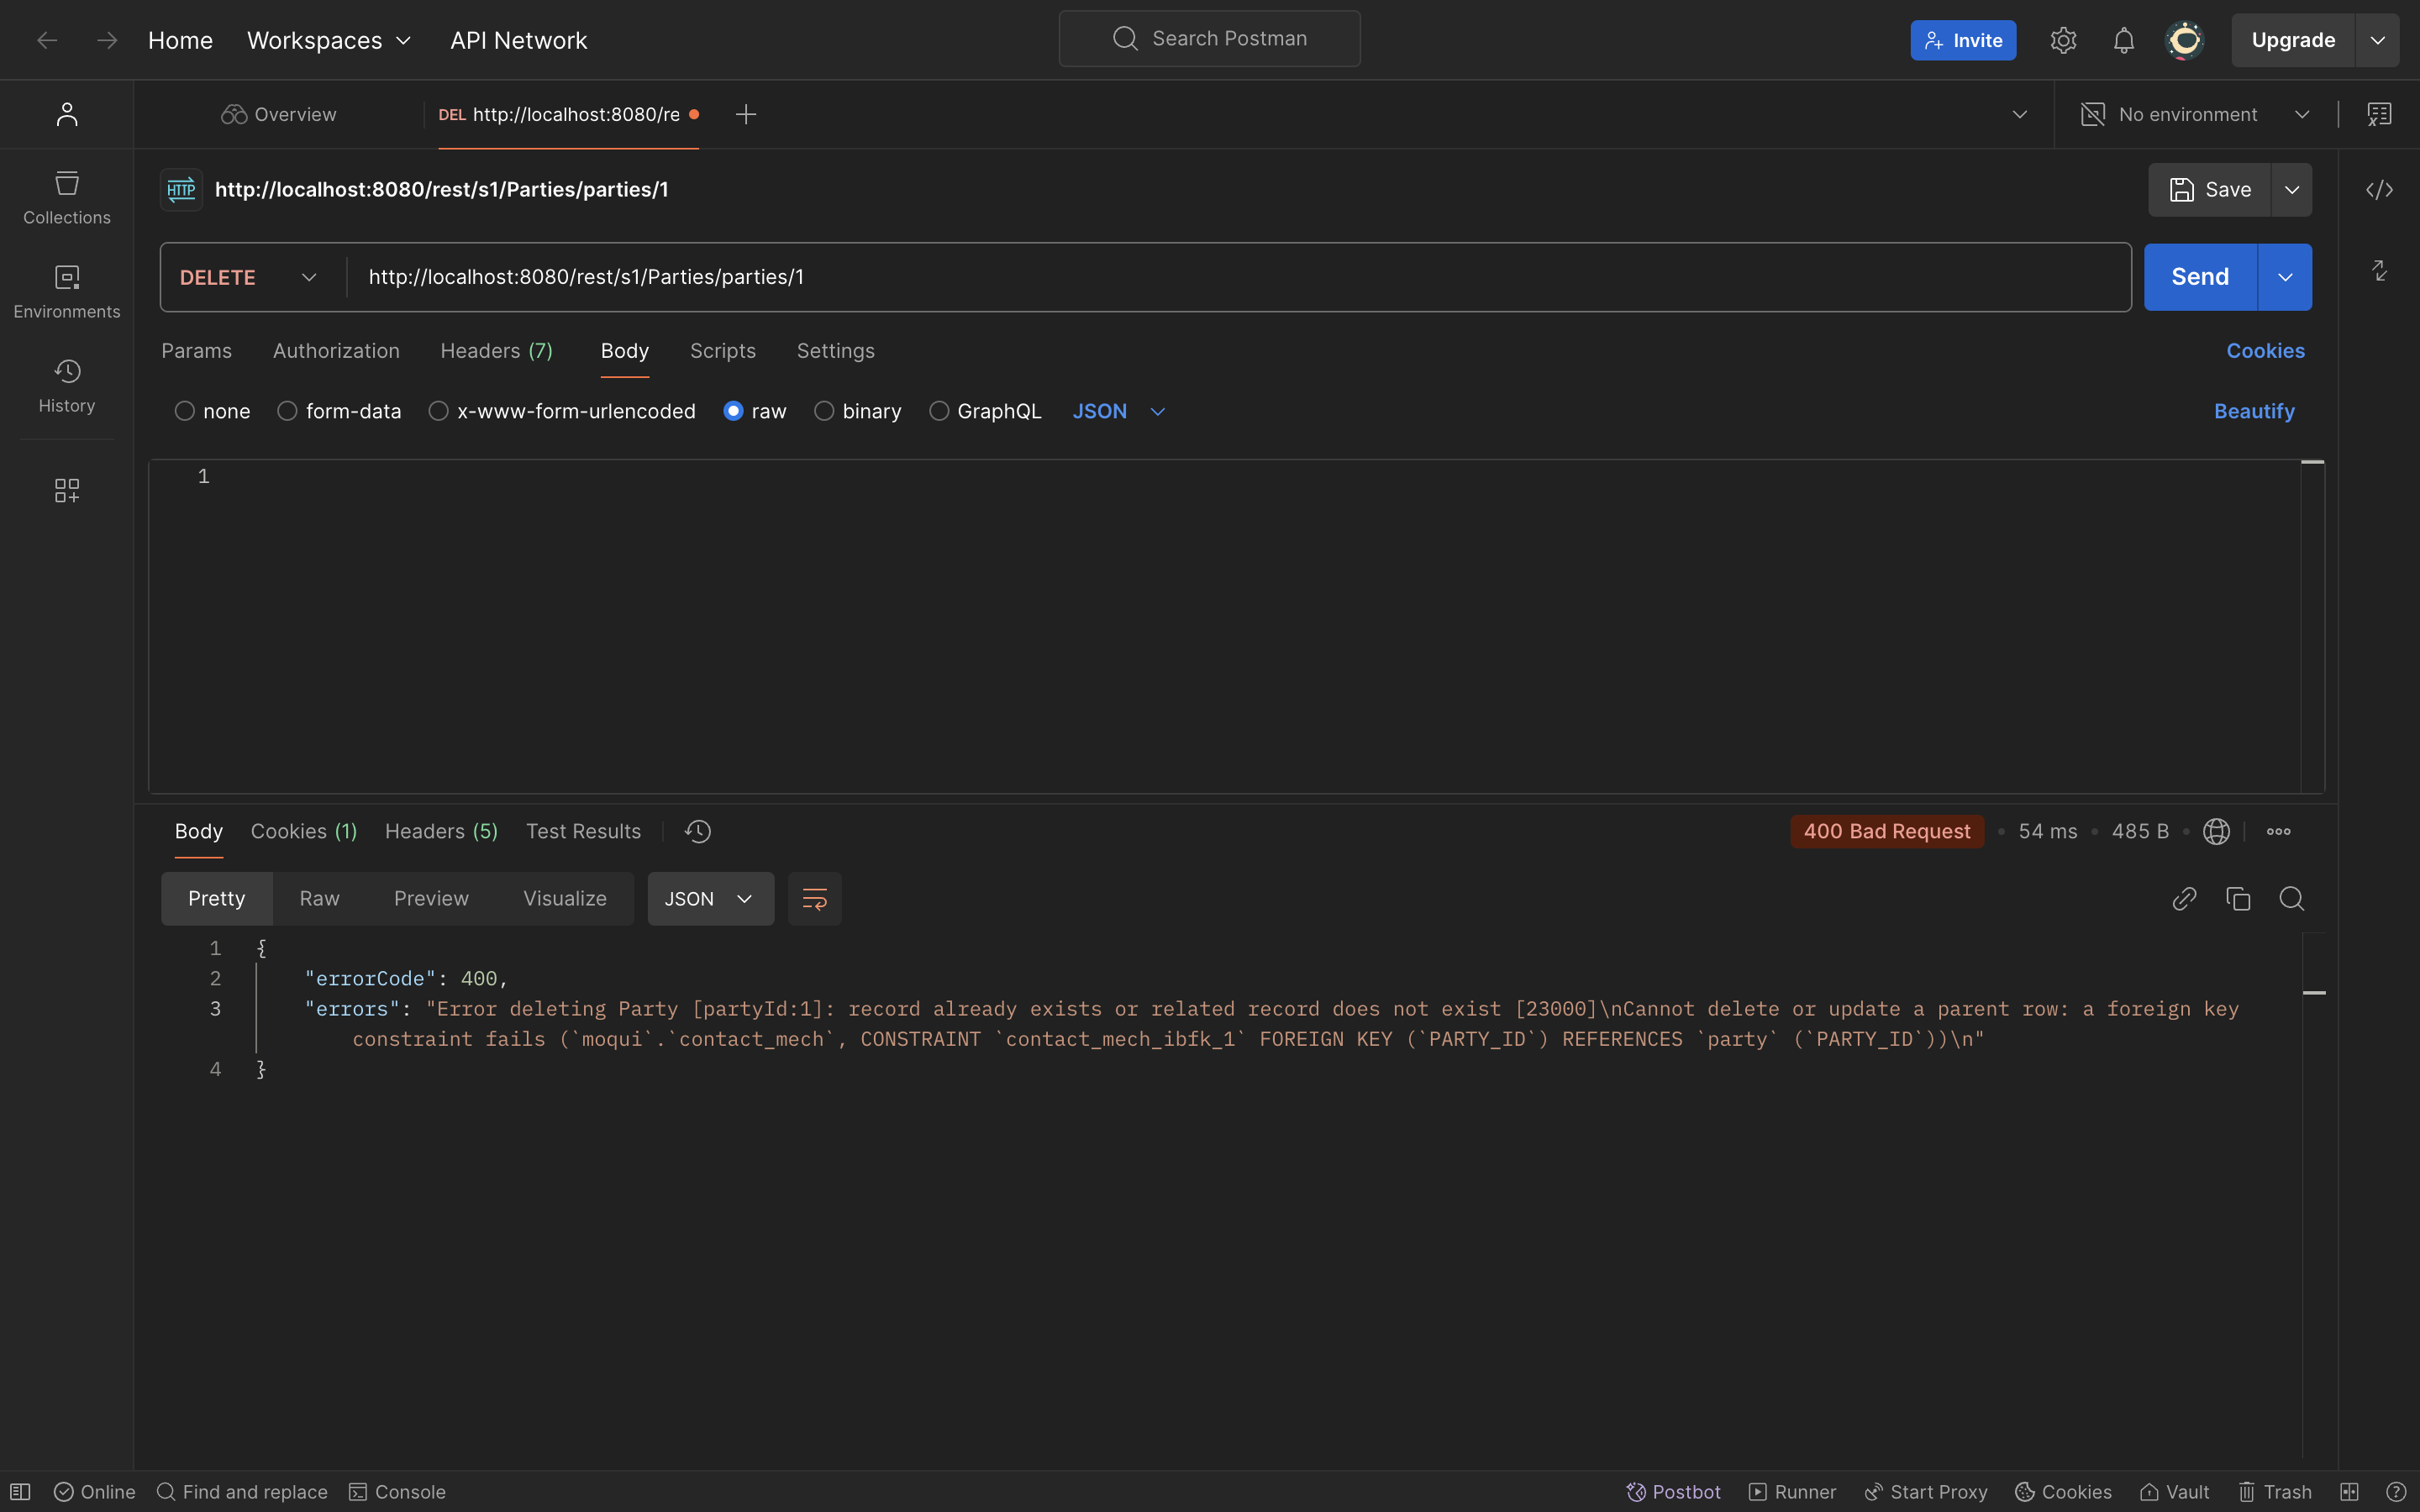 Home Workspaces API Network Search Postman Invite Upgrade
Overview DEL http://localhost:8080/re No environment
HTTP http://localhost:8080/rest/s1/Parties/parties/1 Save
Collections
DELETE http://localhost:8080/rest/s1/Parties/parties/1 Send
Environments
Params Authorization Headers (7) Body Scripts Settings Cookies
History
none form-data x-www-form-urlencoded raw binary GraphQL JSON Beautify
1
Body Cookies (1) Headers (5) Test Results 400 Bad Request 54 ms 485 B
Pretty Raw Preview Visualize JSON
1 {
2 "errorCode": 400,
3 "errors": "Error deleting Party [partyId:1]: record already exists or related record does not exist [23000]\nCannot delete or update a parent row: a foreign key
constraint fails (`moqui`.`contact_mech`, CONSTRAINT `contact_mech_ibfk_1` FOREIGN KEY (`PARTY_ID`) REFERENCES `party` (`PARTY_ID`))\n"
4 }
Online Find and replace Console Postbot Runner Start Proxy Cookies Vault Trash